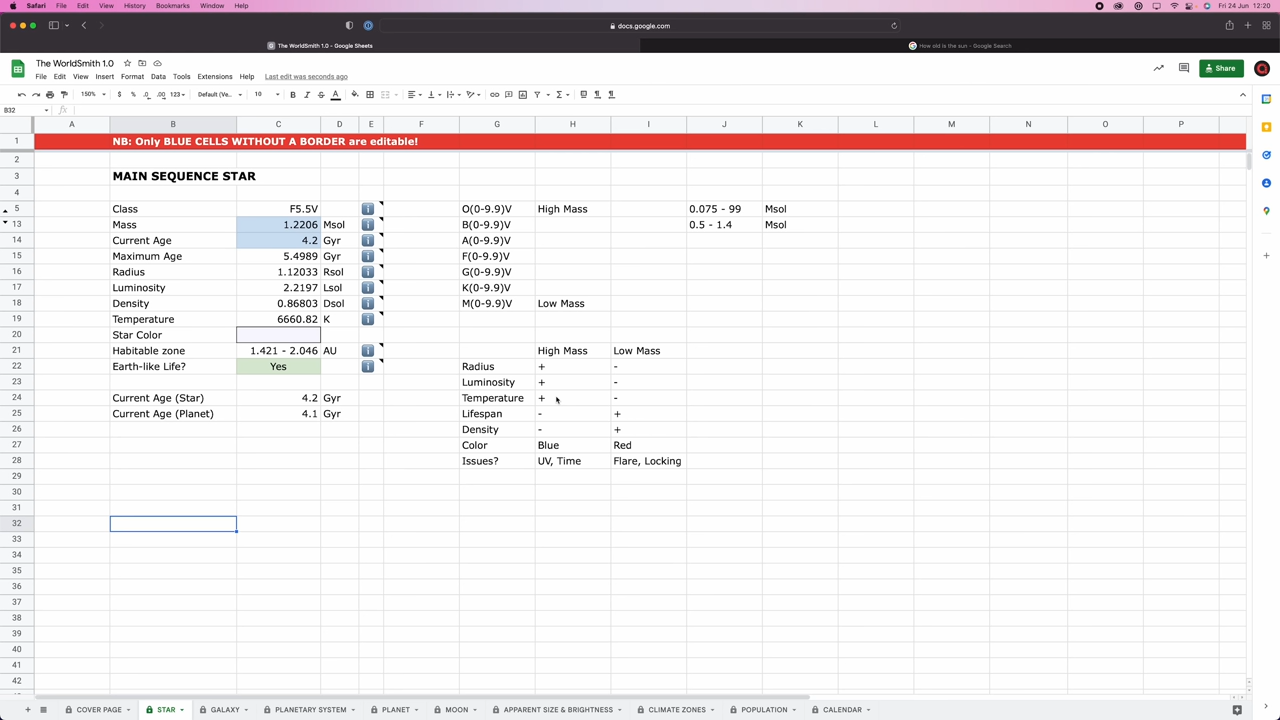 Safari File Edit View History Bookmarks Window Help Fri 24 Jun 12:20
docs.google.com
The WorldSmith 1.0 - Google Sheets How old is the sun - Google Search
The WorldSmith 1.0
File Edit View Insert Format Data Tools Extensions Help Last edit was seconds ago
Share
150% $ % .0 .00 123 Default (Ve... 10 B I S A
B32 fx
A B C D E F G H I J K L M N O P
1 NB: Only BLUE CELLS WITHOUT A BORDER are editable!
2
3 MAIN SEQUENCE STAR
4
5 Class F5.5V O(0-9.9)V High Mass 0.075 - 99 Msol
13 Mass 1.2206 Msol B(0-9.9)V 0.5 - 1.4 Msol
14 Current Age 4.2 Gyr A(0-9.9)V
15 Maximum Age 5.4989 Gyr F(0-9.9)V
16 Radius 1.12033 Rsol G(0-9.9)V
17 Luminosity 2.2197 Lsol K(0-9.9)V
18 Density 0.86803 Dsol M(0-9.9)V Low Mass
19 Temperature 6660.82 K
20 Star Color
21 Habitable zone 1.421 - 2.046 AU High Mass Low Mass
22 Earth-like Life? Yes Radius + -
23 Luminosity + -
24 Current Age (Star) 4.2 Gyr Temperature + -
25 Current Age (Planet) 4.1 Gyr Lifespan - +
26 Density - +
27 Color Blue Red
28 Issues? UV, Time Flare, Locking
29
30
31
32
33
34
35
36
37
38
39
40
41
42
COVER PAGE STAR GALAXY PLANETARY SYSTEM PLANET MOON APPARENT SIZE & BRIGHTNESS CLIMATE ZONES POPULATION CALENDAR